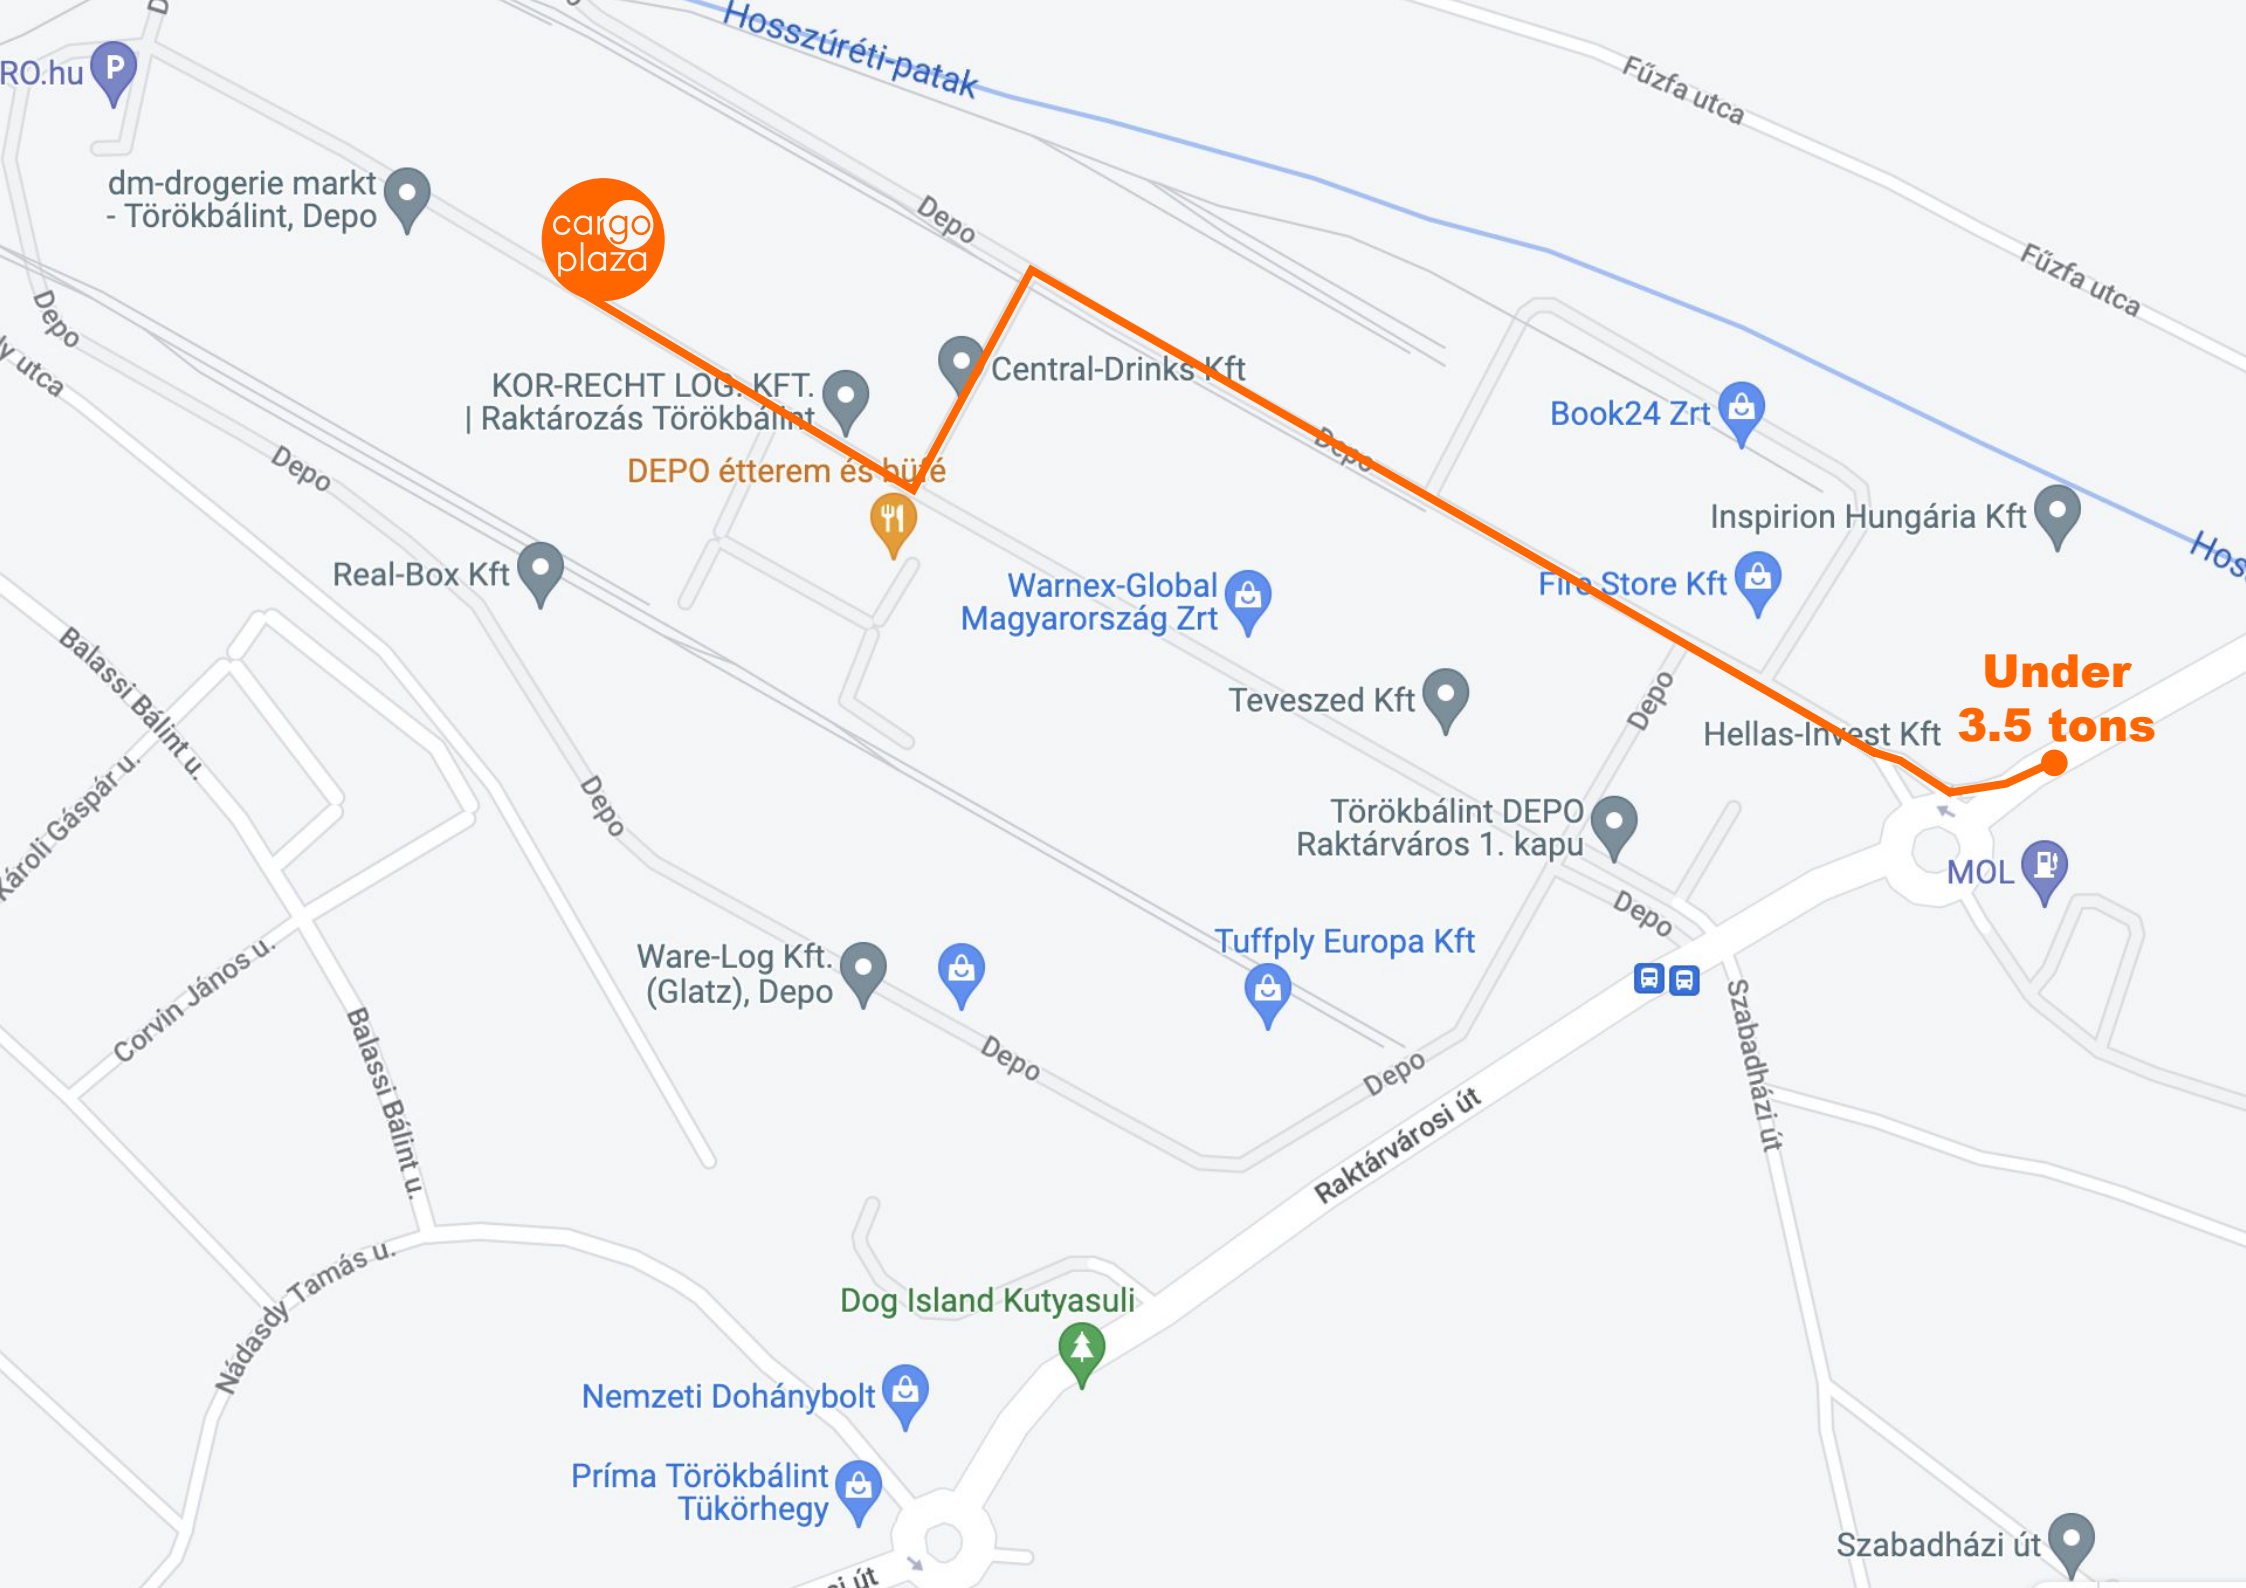 D
Hosszúréti-patak
RO.hu
P
Fűzfa utca
dm-drogerie markt
- Törökbálint, Depo
cargo
plaza
Depo
Fűzfa utca
Depo
y utca
KOR-RECHT LOG. KFT.
| Raktározás Törökbálint
Central-Drinks Kft
Book24 Zrt
Depo
DEPO étterem és büfé
Depo
Inspirion Hungária Kft
Hos
Real-Box Kft
Warnex-Global
Magyarország Zrt
Fire Store Kft
Balassi Bálint u.
Teveszed Kft
Depo
Under
3.5 tons
Hellas-Invest Kft
Károli Gáspár u.
Depo
Törökbálint DEPO
Raktárváros 1. kapu
MOL
Depo
Corvin János u.
Ware-Log Kft.
(Glatz), Depo
Tuffply Europa Kft
Depo
Depo
Szabadházi út
Balassi Bálint u.
Raktárvárosi út
Nádasdy Tamás u.
Dog Island Kutyasuli
Nemzeti Dohánybolt
Príma Törökbálint
Tükörhegy
Szabadházi út
si út